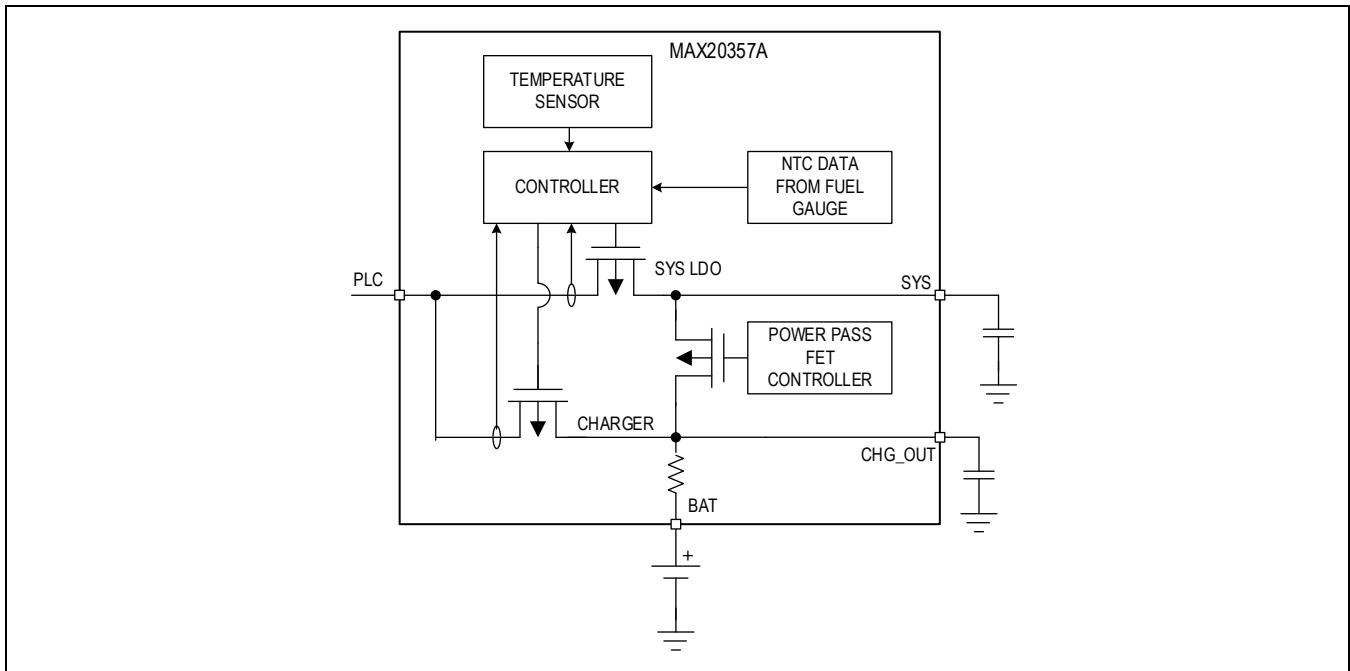 MAX20357A
TEMPERATURE
SENSOR
CONTROLLER
NTC DATA
FROM FUEL
GAUGE
PLC
SYS LDO
SYS
POWER PASS
FET
CONTROLLER
CHARGER
CHG_OUT
BAT
+